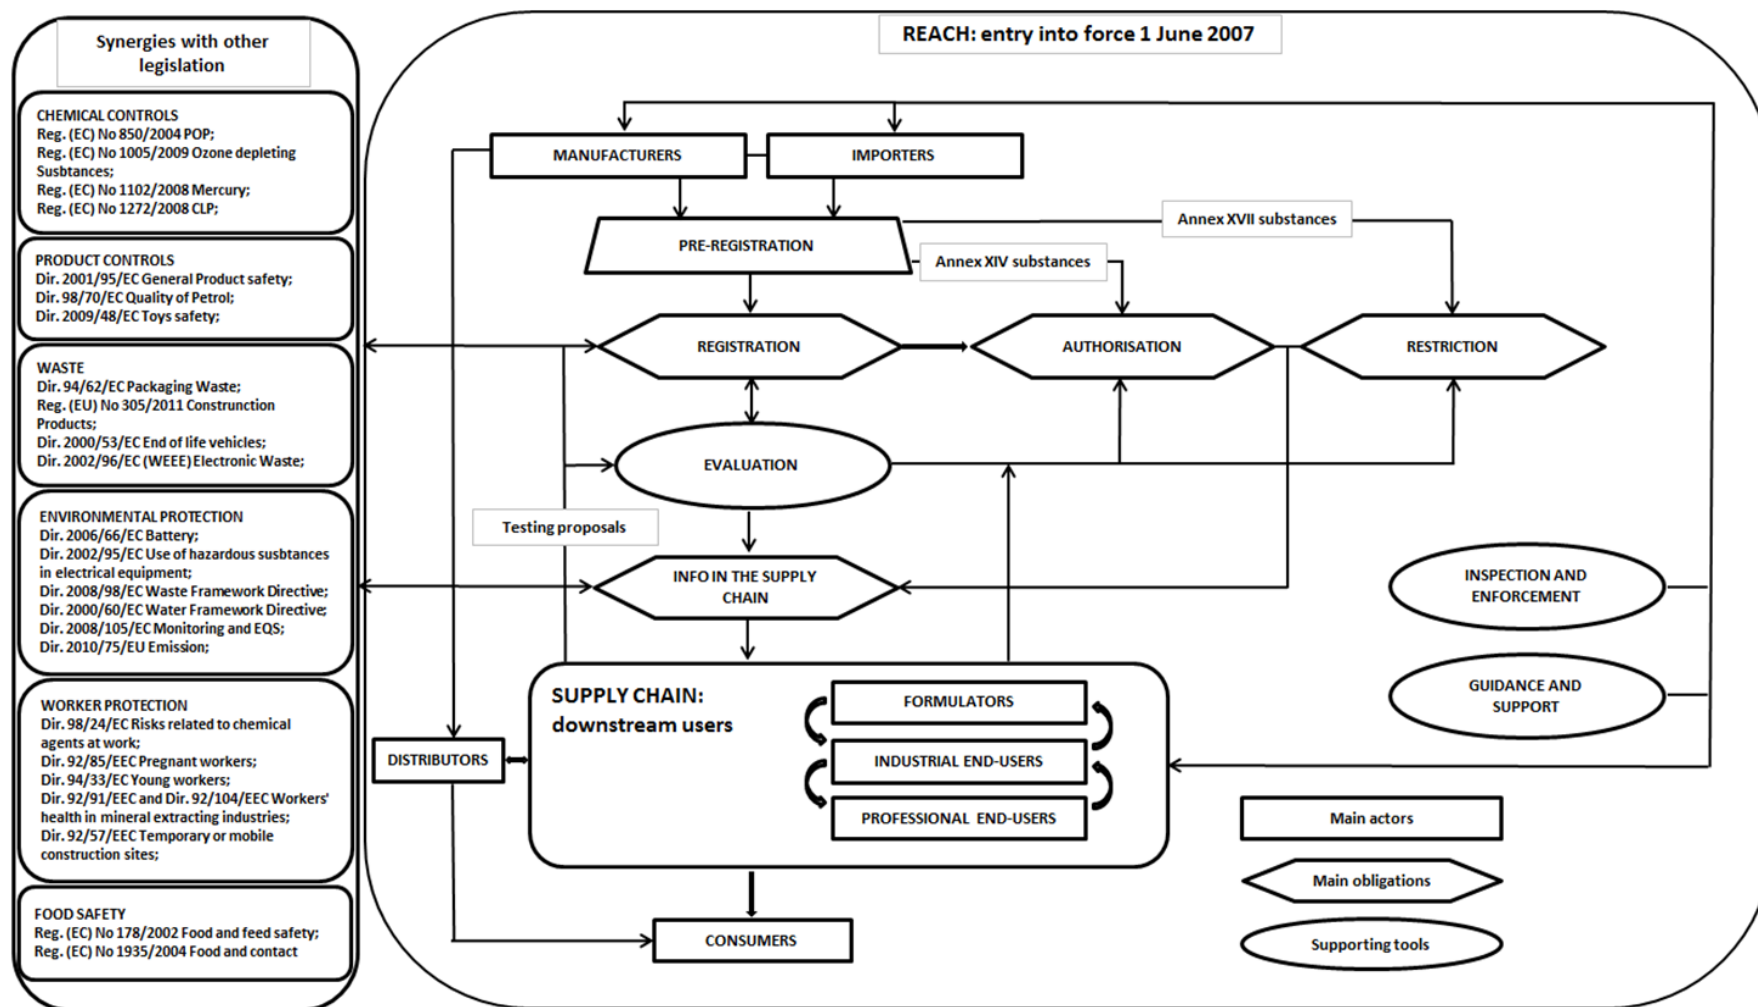 Synergies with other
legislation
CHEMICAL CONTROLS
Reg. (EC) No 850/2004 POP;
Reg. (EC) No 1005/2009 Ozone depleting
Susbtances;
Reg. (EC) No 1102/2008 Mercury;
Reg. (EC) No 1272/2008 CLP;
PRODUCT CONTROLS
Dir. 2001/95/EC General Product safety;
Dir. 98/70/EC Quality of Petrol;
Dir. 2009/48/EC Toys safety;
WASTE
Dir. 94/62/EC Packaging Waste;
Reg. (EU) No 305/2011 Construnction
Products;
Dir. 2000/53/EC End of life vehicles;
Dir. 2002/96/EC (WEEE) Electronic Waste;
ENVIRONMENTAL PROTECTION
Dir. 2006/66/EC Battery;
Dir. 2002/95/EC Use of hazardous susbtances
in electrical equipment;
Dir. 2008/98/EC Waste Framework Directive;
Dir. 2000/60/EC Water Framework Directive;
Dir. 2008/105/EC Monitoring and EQS;
Dir. 2010/75/EU Emission;
WORKER PROTECTION
Dir. 98/24/EC Risks related to chemical
agents at work;
Dir. 92/85/EEC Pregnant workers;
Dir. 94/33/EC Young workers;
Dir. 92/91/EEC and Dir. 92/104/EEC Workers'
health in mineral extracting industries;
Dir. 92/57/EEC Temporary or mobile
construction sites;
FOOD SAFETY
Reg. (EC) No 178/2002 Food and feed safety;
Reg. (EC) No 1935/2004 Food and contact
REACH: entry into force 1 June 2007
MANUFACTURERS
IMPORTERS
PRE-REGISTRATION
Annex XVII substances
Annex XIV substances
REGISTRATION
AUTHORISATION
RESTRICTION
EVALUATION
Testing proposals
INFO IN THE SUPPLY
CHAIN
INSPECTION AND
ENFORCEMENT
GUIDANCE AND
SUPPORT
SUPPLY CHAIN:
downstream users
FORMULATORS
INDUSTRIAL END-USERS
PROFESSIONAL END-USERS
DISTRIBUTORS
CONSUMERS
Main actors
Main obligations
Supporting tools